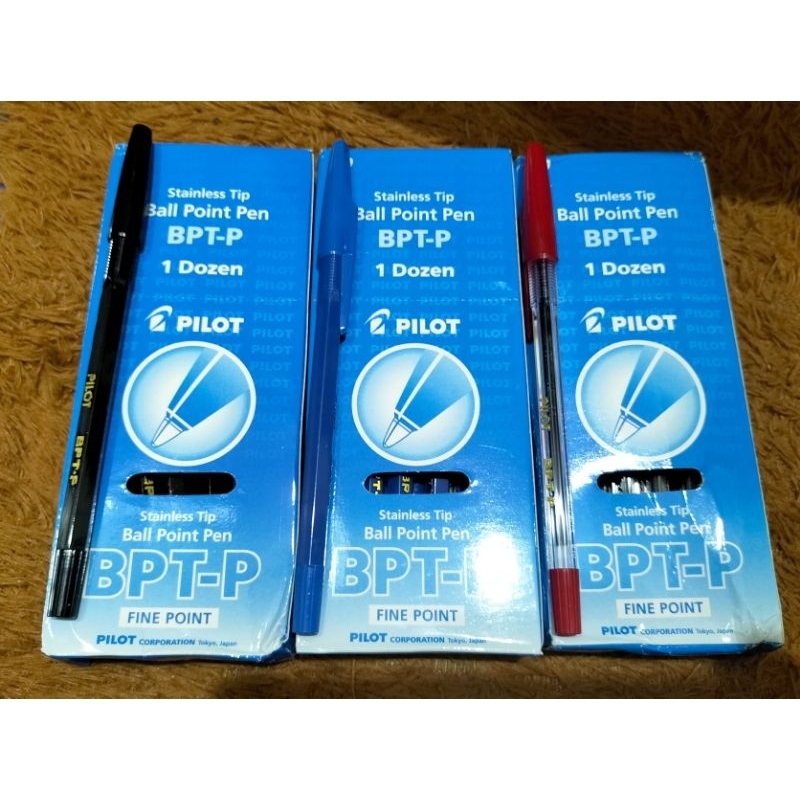 Stainless Tip
Ball Point Pen
BPT-P
1 Dozen
PILOT
PILOT BPT-P
Stainless Tip
Ball Point Pen
BPT-P
FINE POINT
PILOT CORPORATION Tokyo, Japan
Stainless Tip
Ball Point Pen
BPT-P
1 Dozen
PILOT
Stainless Tip
Ball Point Pen
BPT-P
FINE POINT
PILOT CORPORATION Tokyo, Japan
Stainless Tip
Ball Point Pen
BPT-P
1 Dozen
PILOT
PILOT BPT-P
Stainless Tip
Ball Point Pen
BPT-P
FINE POINT
PILOT CORPORATION Tokyo, Japan